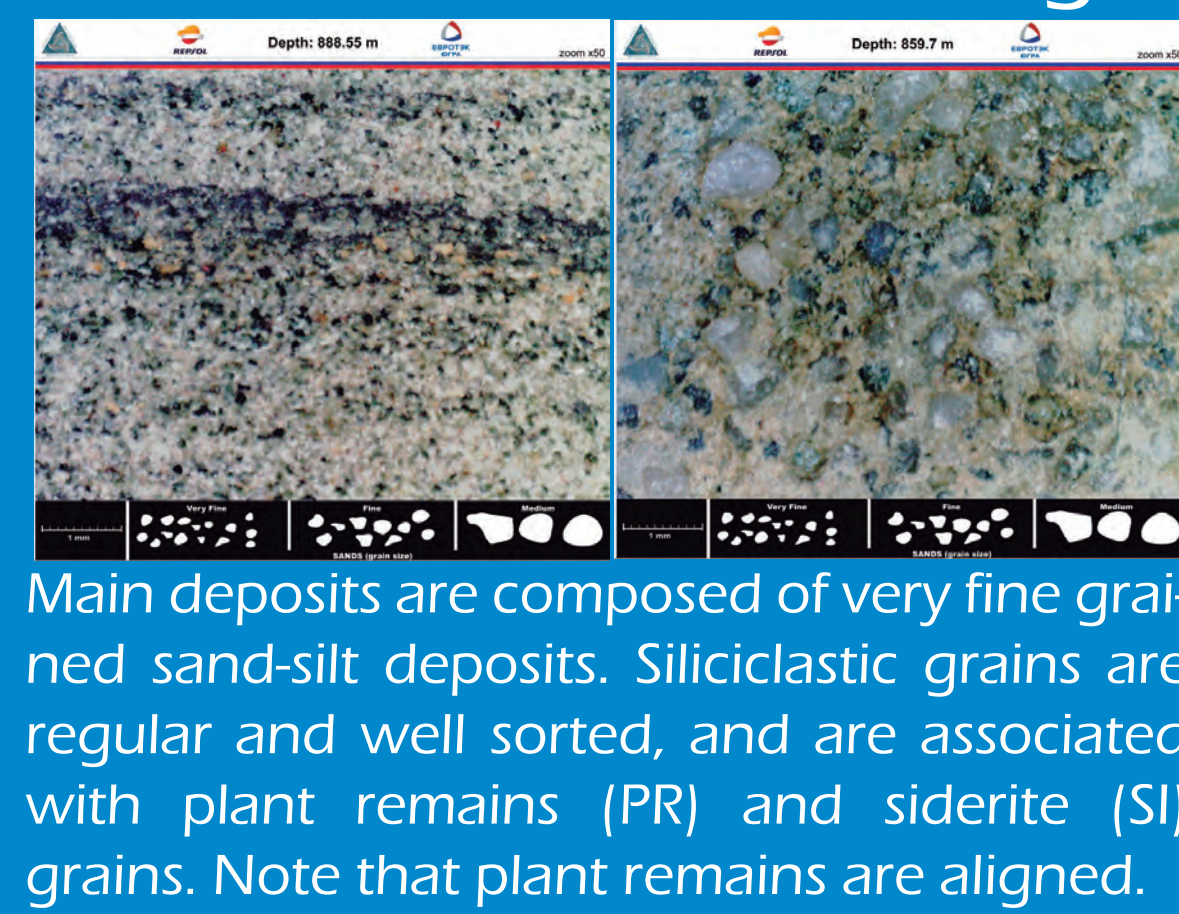 g
REPSOL
Depth: 888.55 m
ЕВРОТЭК
ЮГРА
zoom x50
REPSOL
Depth: 859.7 m
ЕВРОТЭК
ЮГРА
zoom x50
1 mm
Very Fine
Fine
Medium
SANDS (grain size)
1 mm
Very Fine
Fine
Medium
SANDS (grain size)
Main deposits are composed of very fine grai-
ned sand-silt deposits. Siliciclastic grains are
regular and well sorted, and are associated
with plant remains (PR) and siderite (SI)
grains. Note that plant remains are aligned.